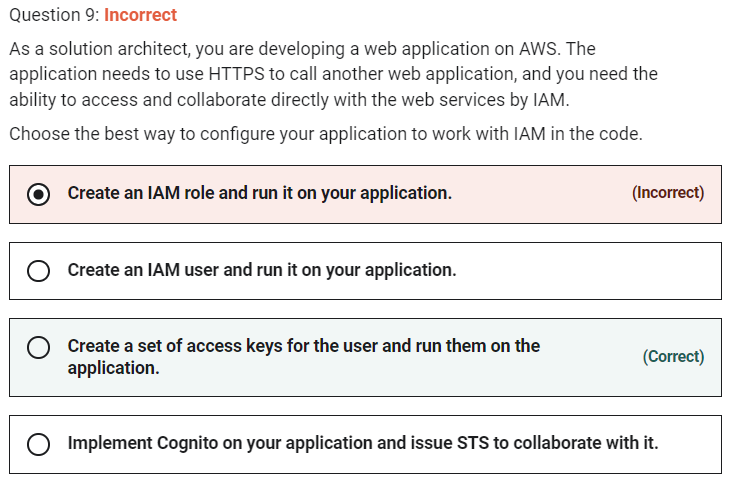 Question 9: Incorrect
As a solution architect, you are developing a web application on AWS. The
application needs to use HTTPS to call another web application, and you need the
ability to access and collaborate directly with the web services by IAM.
Choose the best way to configure your application to work with IAM in the code.
Create an IAM role and run it on your application. (Incorrect)
Create an IAM user and run it on your application.
Create a set of access keys for the user and run them on the
application. (Correct)
Implement Cognito on your application and issue STS to collaborate with it.